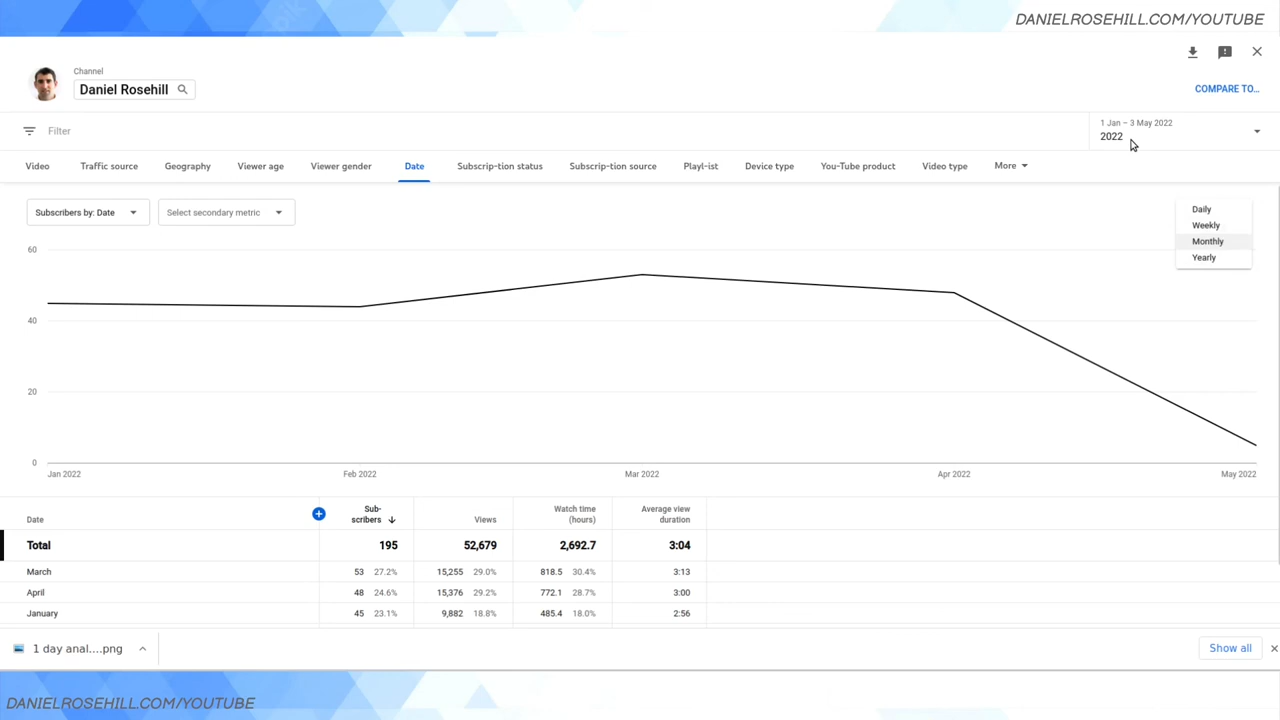 DANIELROSEHILL.COM/YOUTUBE
Channel
Daniel Rosehill
COMPARE TO...
Filter
1 Jan – 3 May 2022
2022
Video
Traffic source
Geography
Viewer age
Viewer gender
Date
Subscrip-tion status
Subscrip-tion source
Playl-ist
Device type
You-Tube product
Video type
More
Subscribers by: Date
Select secondary metric
Daily
Weekly
Monthly
Yearly
60
40
20
0
Jan 2022
Feb 2022
Mar 2022
Apr 2022
May 2022
Date
Sub-
scribers
Views
Watch time
(hours)
Average view
duration
Total 195 52,679 2,692.7 3:04
March 53 27.2% 15,255 29.0% 818.5 30.4% 3:13
April 48 24.6% 15,376 29.2% 772.1 28.7% 3:00
January 45 23.1% 9,882 18.8% 485.4 18.0% 2:56
1 day anal....png
Show all
DANIELROSEHILL.COM/YOUTUBE